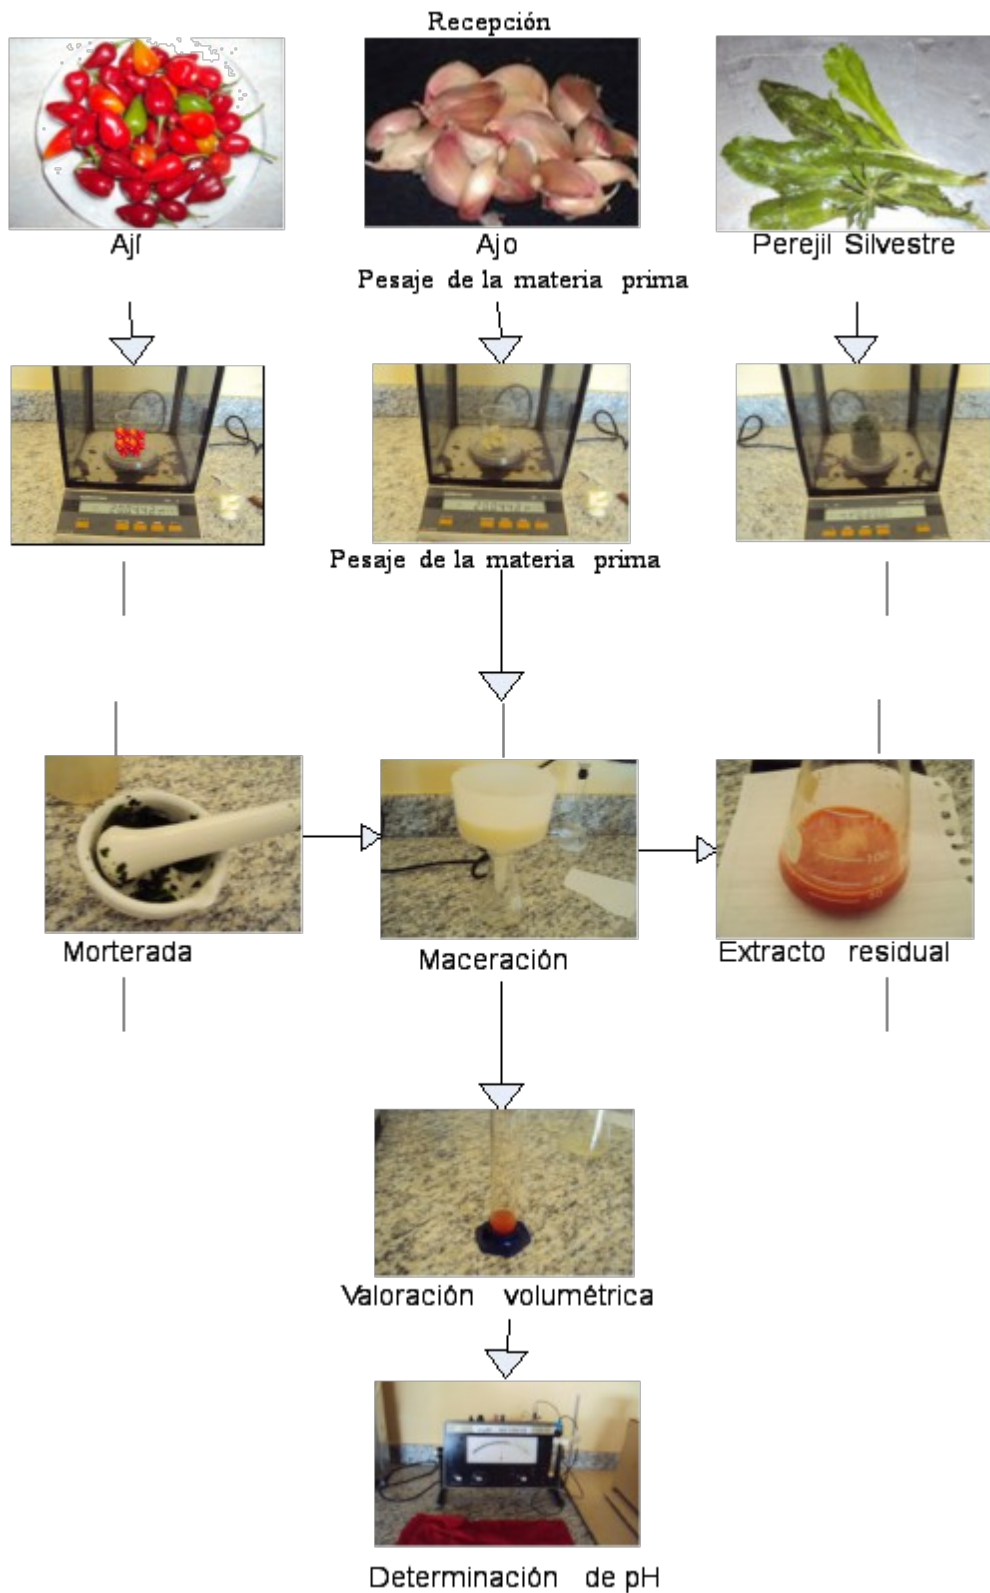 Recepción
Ají
Ajo
Perejil Silvestre
Pesaje de la materia prima
Pesaje de la materia prima
Morterada
Maceración
Extracto residual
Valoración volumétrica
Determinación de pH